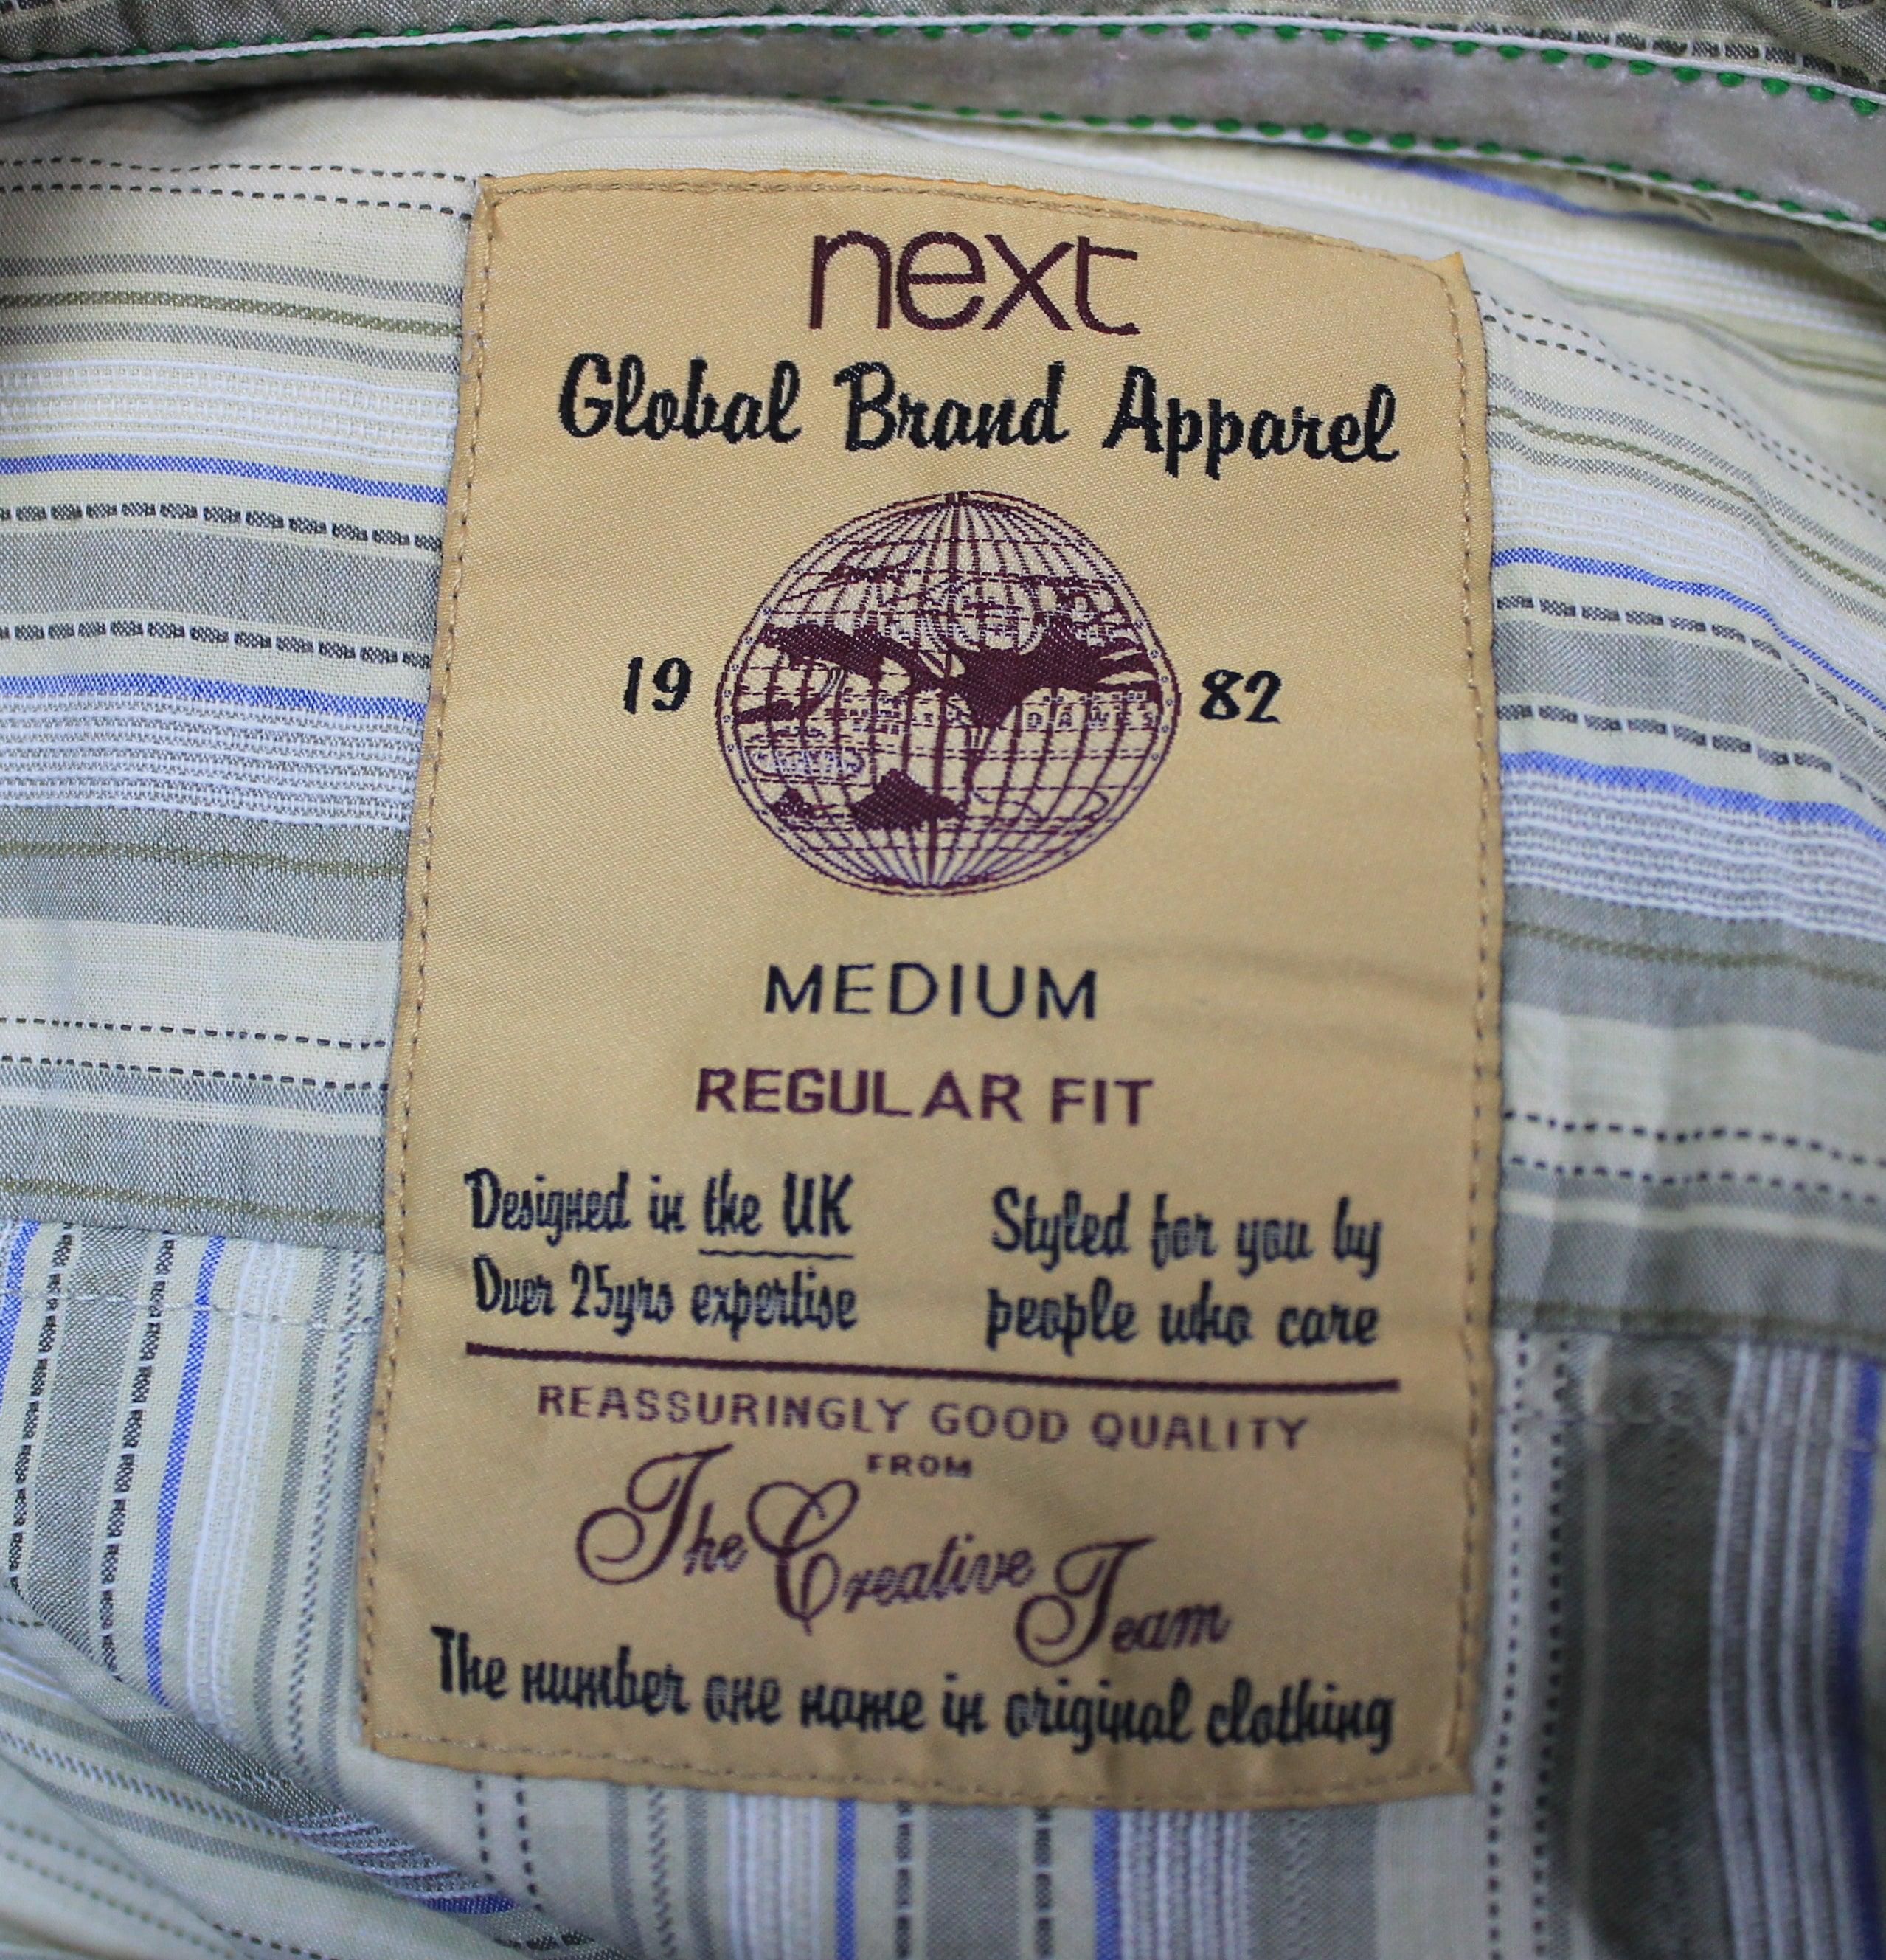 next
Global Brand Apparel
19 82
MEDIUM
REGULAR FIT
Designed in the UK
Over 25yrs expertise
Styled for you by
people who care
REASSURINGLY GOOD QUALITY
FROM
The Creative Team
The number one name in original clothing